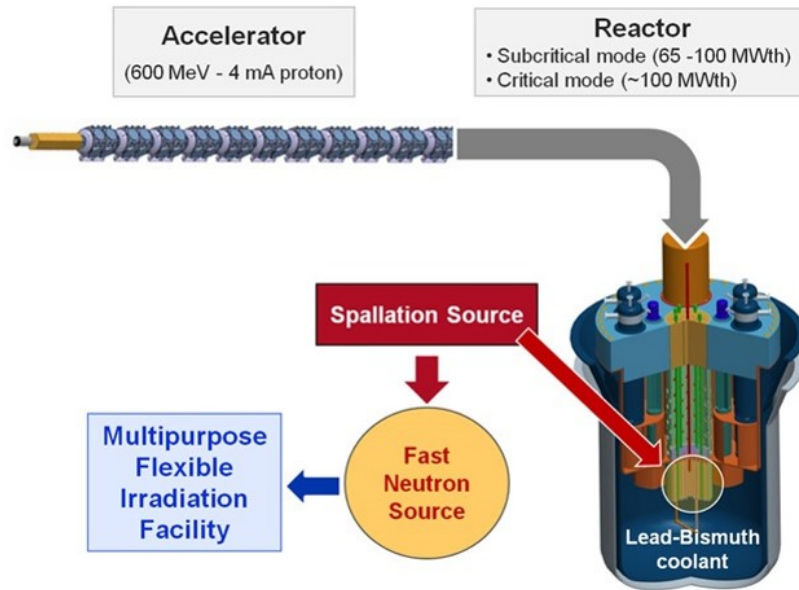 Accelerator
(600 MeV - 4 mA proton)
Reactor
• Subcritical mode (65 -100 MWth)
• Critical mode (~100 MWth)
Spallation Source
Fast
Neutron
Source
Multipurpose
Flexible
Irradiation
Facility
Lead-Bismuth
coolant